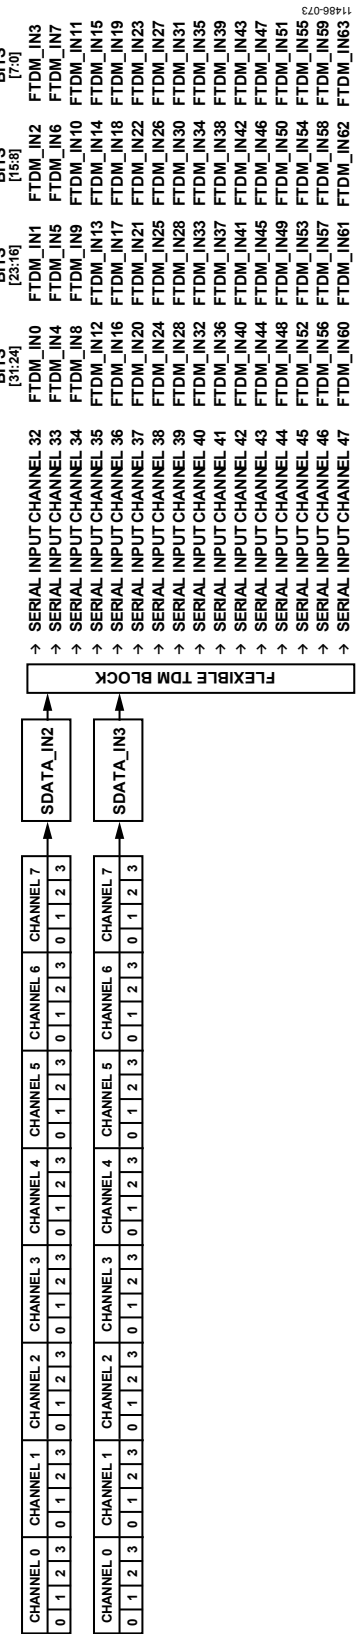 CHANNEL 0 CHANNEL 1 CHANNEL 2 CHANNEL 3 CHANNEL 4 CHANNEL 5 CHANNEL 6 CHANNEL 7
0 1 2 3 0 1 2 3 0 1 2 3 0 1 2 3 0 1 2 3 0 1 2 3 0 1 2 3 0 1 2 3
SDATA_IN2
CHANNEL 0 CHANNEL 1 CHANNEL 2 CHANNEL 3 CHANNEL 4 CHANNEL 5 CHANNEL 6 CHANNEL 7
0 1 2 3 0 1 2 3 0 1 2 3 0 1 2 3 0 1 2 3 0 1 2 3 0 1 2 3 0 1 2 3
SDATA_IN3
FLEXIBLE TDM BLOCK
BITS BITS BITS BITS
[31:24] [23:16] [15:8] [7:0]
→ SERIAL INPUT CHANNEL 32 FTDM_IN0 FTDM_IN1 FTDM_IN2 FTDM_IN3
→ SERIAL INPUT CHANNEL 33 FTDM_IN4 FTDM_IN5 FTDM_IN6 FTDM_IN7
→ SERIAL INPUT CHANNEL 34 FTDM_IN8 FTDM_IN9 FTDM_IN10 FTDM_IN11
→ SERIAL INPUT CHANNEL 35 FTDM_IN12 FTDM_IN13 FTDM_IN14 FTDM_IN15
→ SERIAL INPUT CHANNEL 36 FTDM_IN16 FTDM_IN17 FTDM_IN18 FTDM_IN19
→ SERIAL INPUT CHANNEL 37 FTDM_IN20 FTDM_IN21 FTDM_IN22 FTDM_IN23
→ SERIAL INPUT CHANNEL 38 FTDM_IN24 FTDM_IN25 FTDM_IN26 FTDM_IN27
→ SERIAL INPUT CHANNEL 39 FTDM_IN28 FTDM_IN28 FTDM_IN30 FTDM_IN31
→ SERIAL INPUT CHANNEL 40 FTDM_IN32 FTDM_IN33 FTDM_IN34 FTDM_IN35
→ SERIAL INPUT CHANNEL 41 FTDM_IN36 FTDM_IN37 FTDM_IN38 FTDM_IN39
→ SERIAL INPUT CHANNEL 42 FTDM_IN40 FTDM_IN41 FTDM_IN42 FTDM_IN43
→ SERIAL INPUT CHANNEL 43 FTDM_IN44 FTDM_IN45 FTDM_IN46 FTDM_IN47
→ SERIAL INPUT CHANNEL 44 FTDM_IN48 FTDM_IN49 FTDM_IN50 FTDM_IN51
→ SERIAL INPUT CHANNEL 45 FTDM_IN52 FTDM_IN53 FTDM_IN54 FTDM_IN55
→ SERIAL INPUT CHANNEL 46 FTDM_IN56 FTDM_IN57 FTDM_IN58 FTDM_IN59
→ SERIAL INPUT CHANNEL 47 FTDM_IN60 FTDM_IN61 FTDM_IN62 FTDM_IN63
11486-073